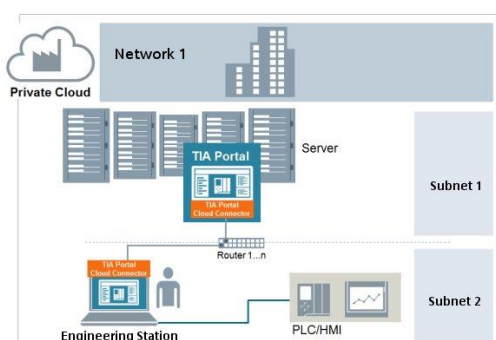 Network 1
Private Cloud
Server
TIA Portal
TIA Portal
Cloud Connector
Subnet 1
Router 1...n
TIA Portal
Cloud Connector
Subnet 2
PLC/HMI
Engineering Station